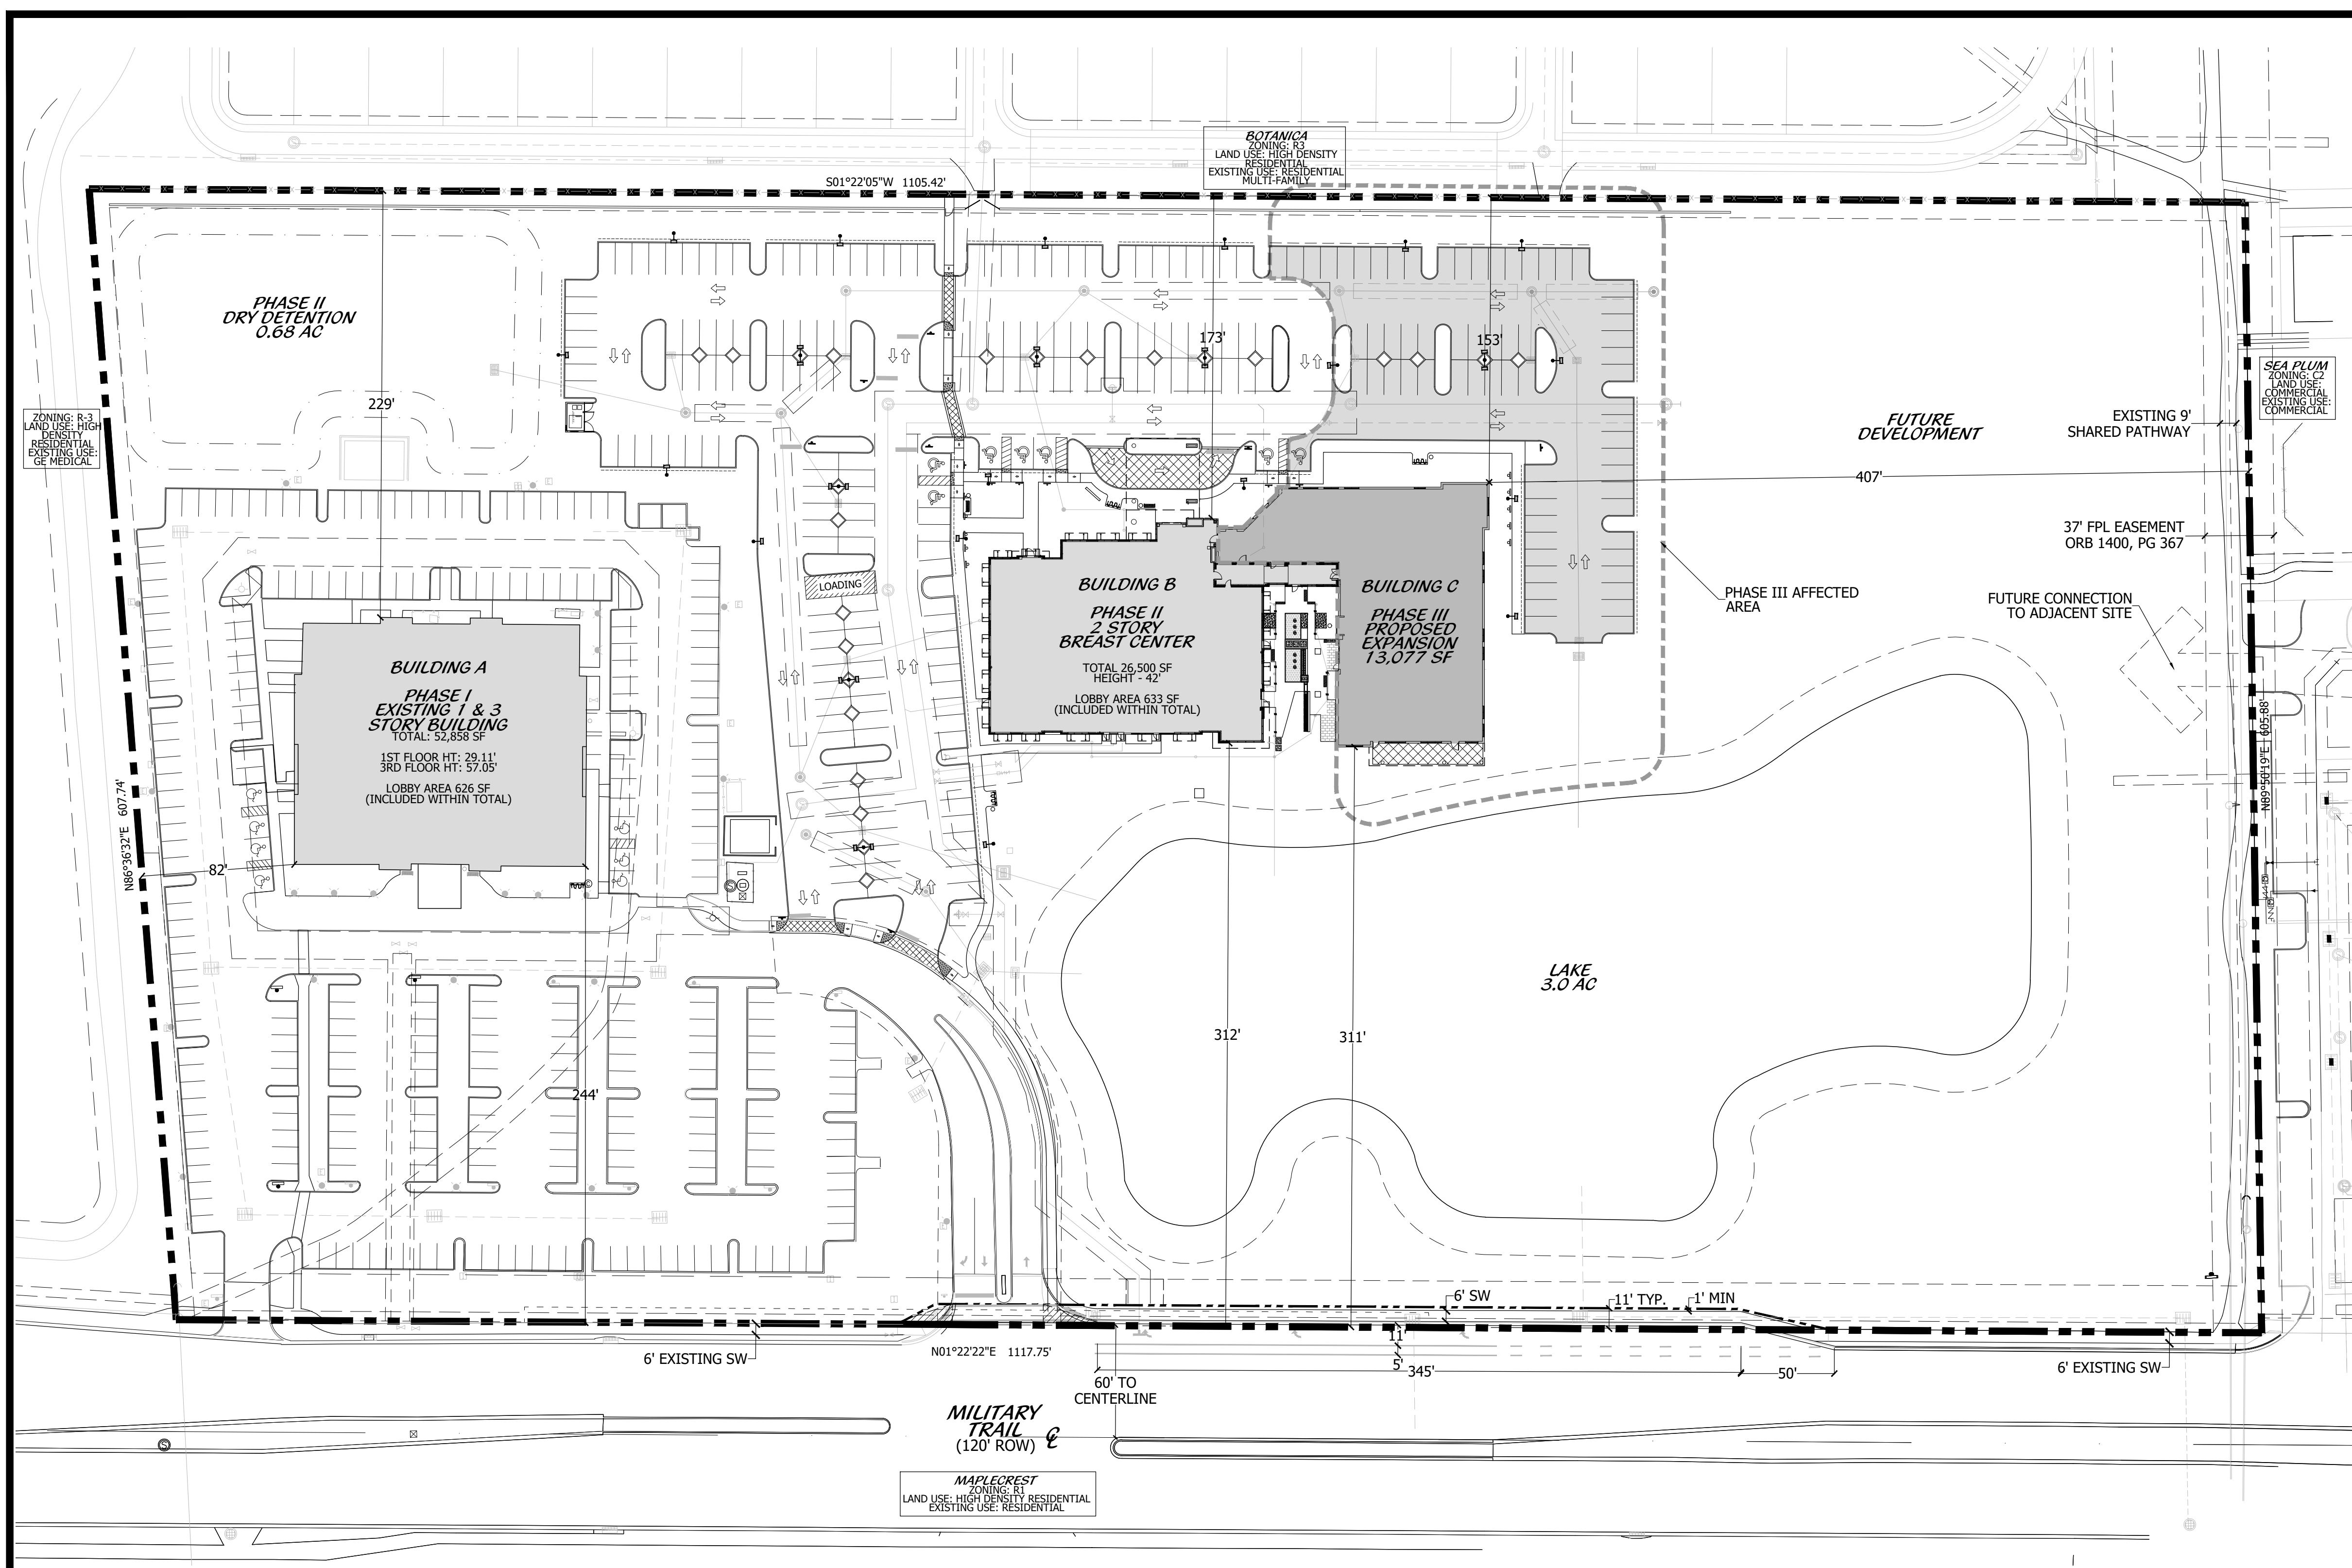 BOTANICA
ZONING: R3
LAND USE: HIGH DENSITY
RESIDENTIAL
EXISTING USE: RESIDENTIAL
MULTI-FAMILY
S01°22'05"W 1105.42'
PHASE II
DRY DETENTION
0.68 AC
229'
173'
153'
ZONING: R-3
LAND USE: HIGH
DENSITY
RESIDENTIAL
EXISTING USE:
GE MEDICAL
SEA PLUM
ZONING: C2
LAND USE:
COMMERCIAL
EXISTING USE:
COMMERCIAL
FUTURE
DEVELOPMENT
EXISTING 9'
SHARED PATHWAY
407'
37' FPL EASEMENT
ORB 1400, PG 367
LOADING
BUILDING A
PHASE I
EXISTING 1 & 3
STORY BUILDING
TOTAL: 52,858 SF
1ST FLOOR HT: 29.11'
3RD FLOOR HT: 57.05'
LOBBY AREA 626 SF
(INCLUDED WITHIN TOTAL)
BUILDING B
PHASE II
2 STORY
BREAST CENTER
TOTAL 26,500 SF
HEIGHT - 42'
LOBBY AREA 633 SF
(INCLUDED WITHIN TOTAL)
BUILDING C
PHASE III
PROPOSED
EXPANSION
13,077 SF
PHASE III AFFECTED
AREA
FUTURE CONNECTION
TO ADJACENT SITE
N86°36'32"E 607.74'
N89°50'19"E 605.88'
82'
LAKE
3.0 AC
312'
311'
244'
6' SW
11' TYP.
1' MIN
11'
5'
345'
50'
6' EXISTING SW
N01°22'22"E 1117.75'
6' EXISTING SW
60' TO
CENTERLINE
MILITARY
TRAIL
(120' ROW)
MAPLECREST
ZONING: R1
LAND USE: HIGH DENSITY RESIDENTIAL
EXISTING USE: RESIDENTIAL